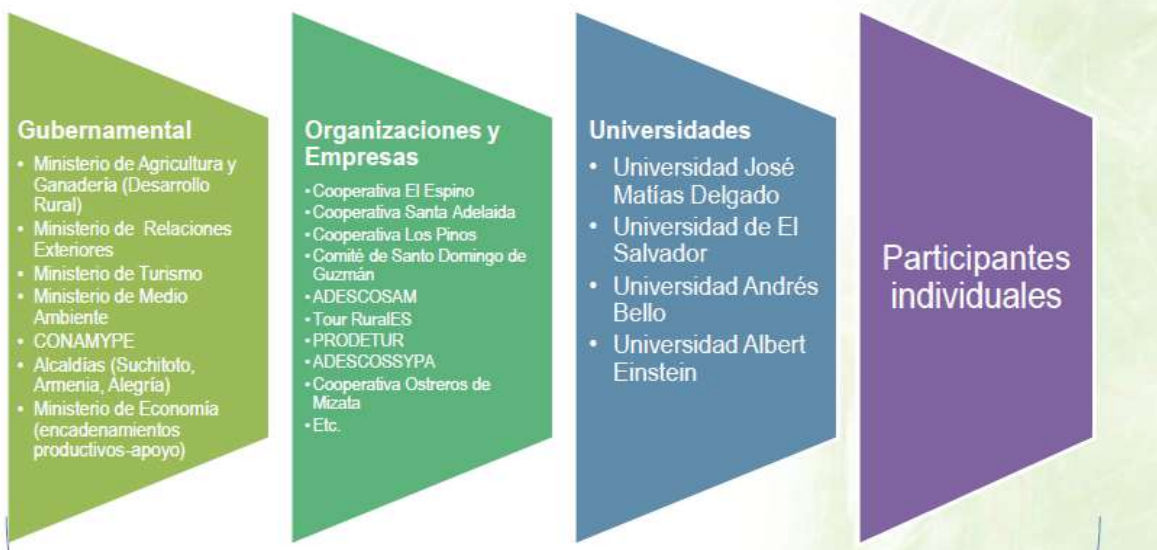 Gubernamental
• Ministerio de Agricultura y
Ganadería (Desarrollo
Rural)
• Ministerio de Relaciones
Exteriores
• Ministerio de Turismo
• Ministerio de Medio
Ambiente
• CONAMYPE
• Alcaldías (Suchitoto,
Armenia, Alegría)
• Ministerio de Economía
(encadenamientos
productivos-apoyo)
Organizaciones y
Empresas
• Cooperativa El Espino
• Cooperativa Santa Adelaida
• Cooperativa Los Pinos
• Comité de Santo Domingo de
Guzmán
• ADESCOSAM
• Tour RuralES
• PRODETUR
• ADESCOSSYPA
• Cooperativa Ostreros de
Mizata
• Etc.
Universidades
• Universidad José
Matías Delgado
• Universidad de El
Salvador
• Universidad Andrés
Bello
• Universidad Albert
Einstein
Participantes
individuales